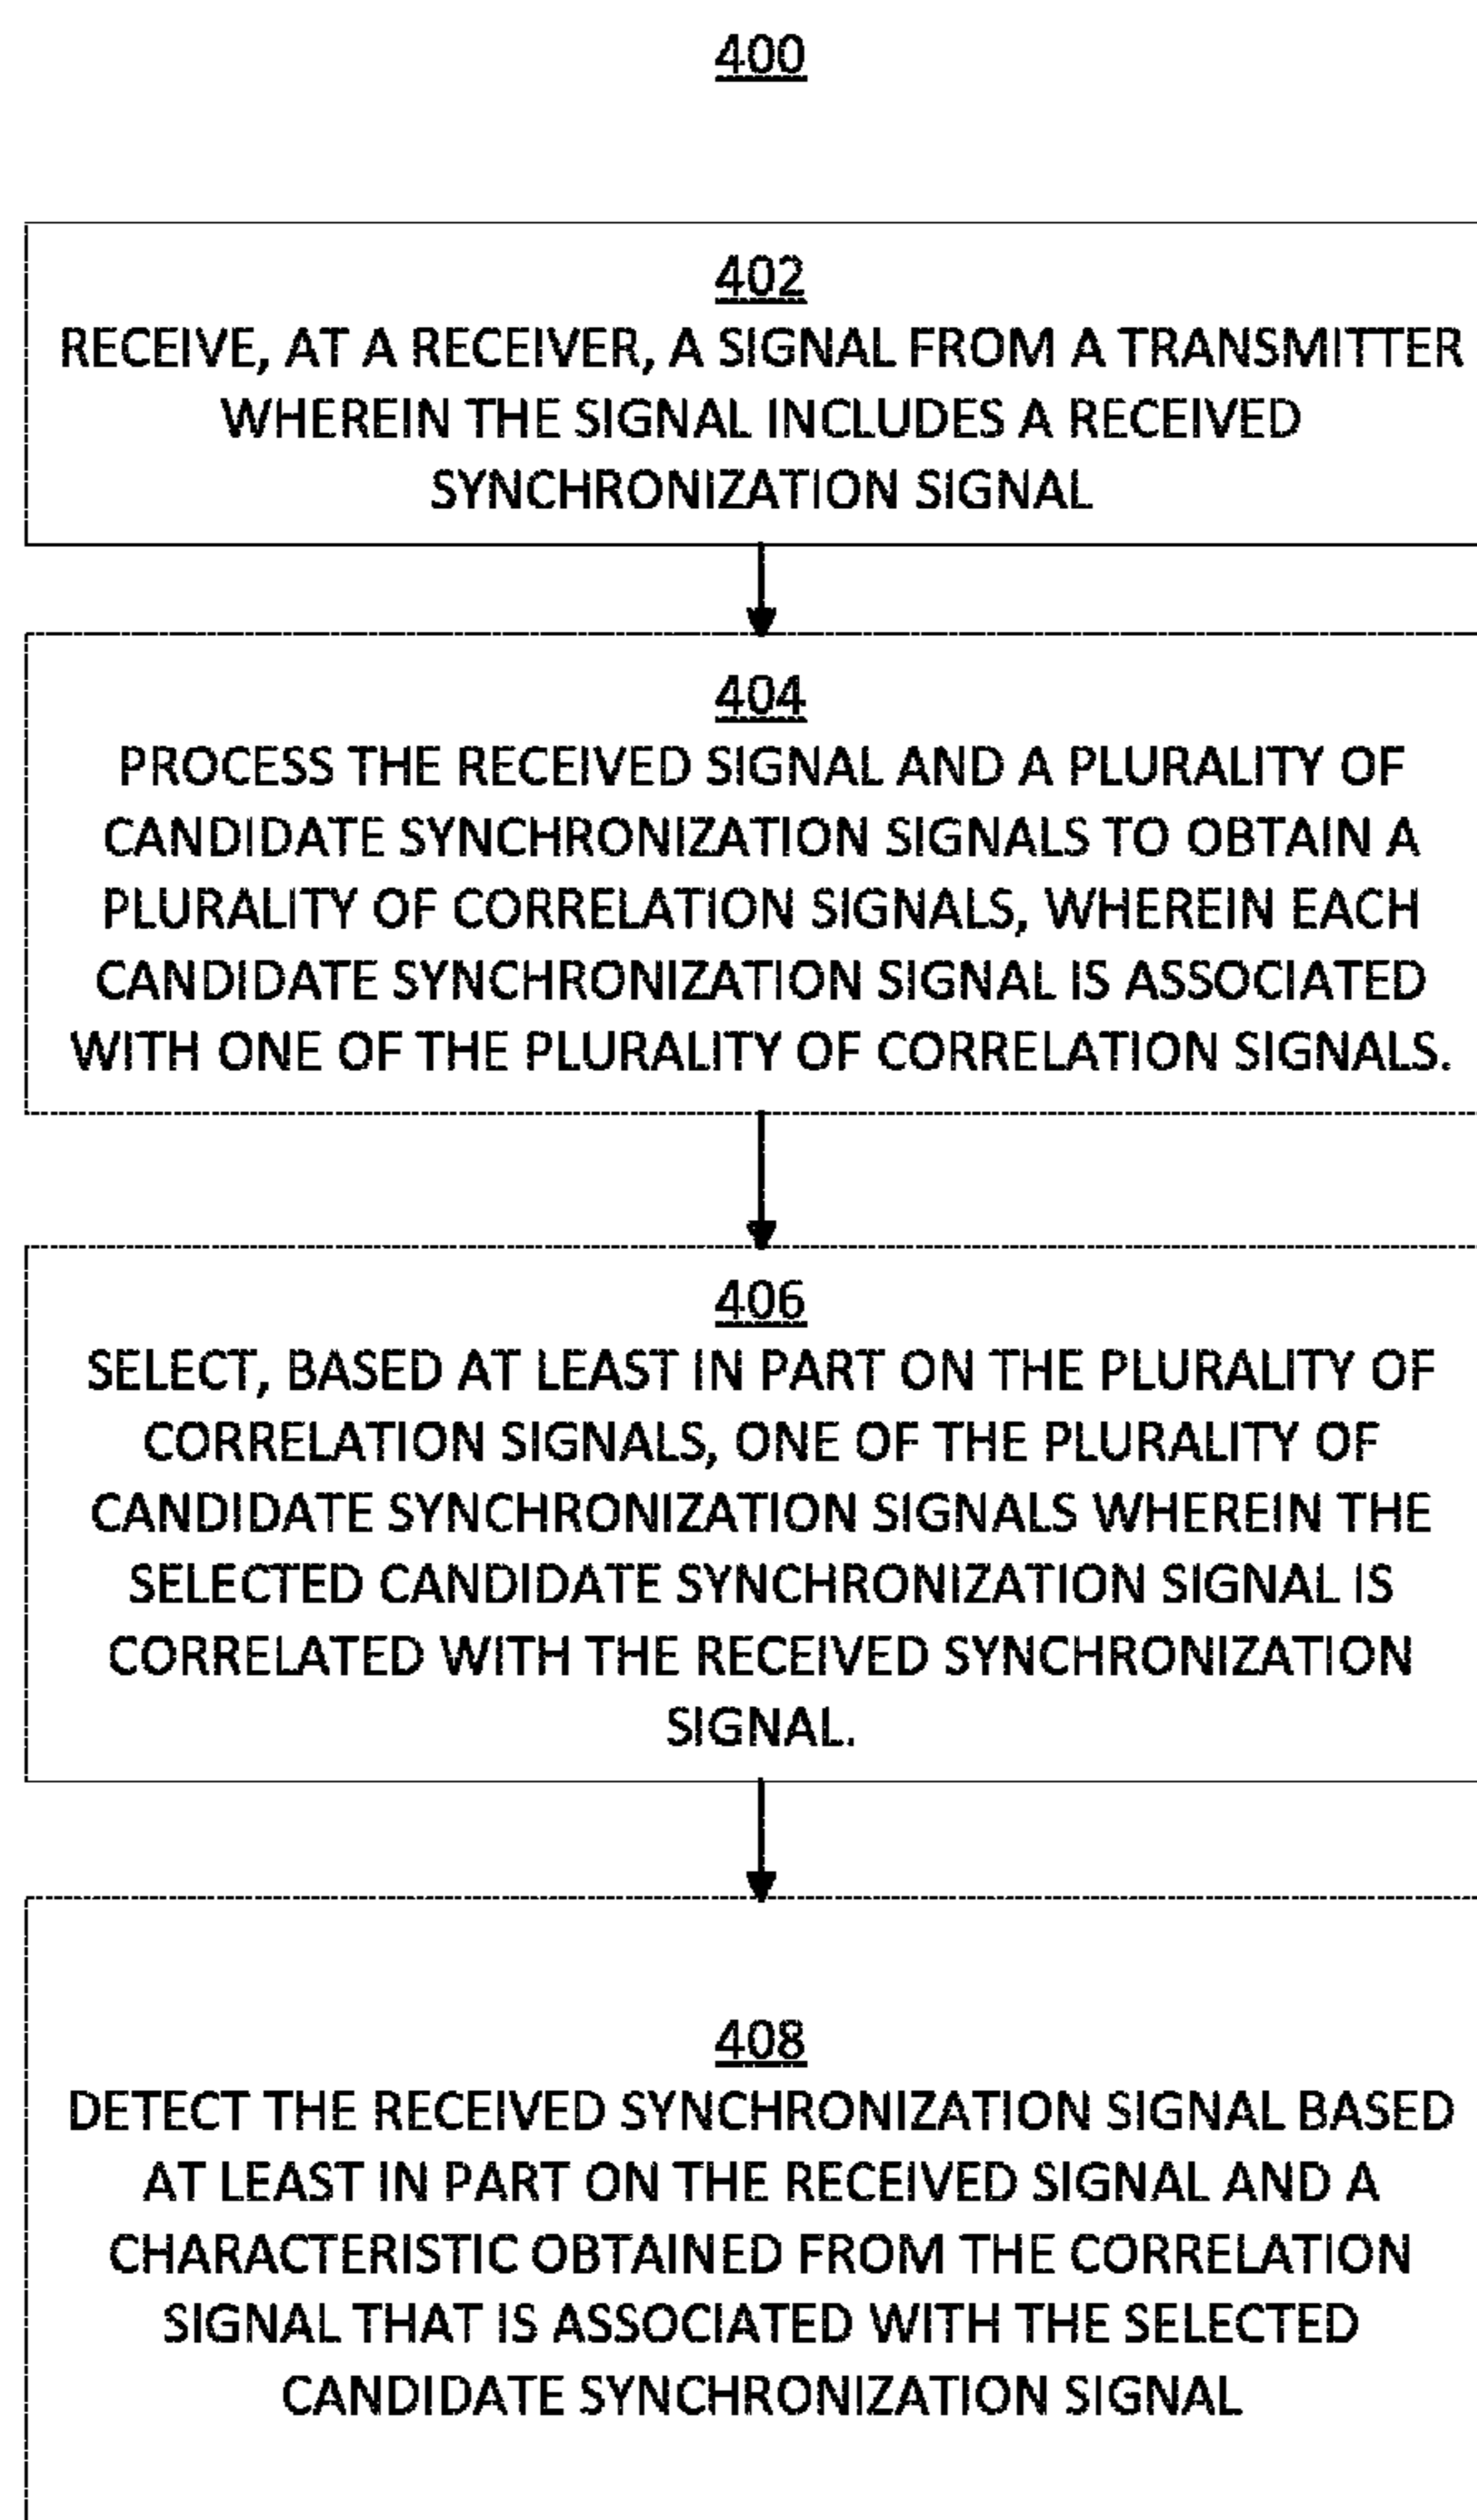 400
402
RECEIVE, AT A RECEIVER, A SIGNAL FROM A TRANSMITTER
WHEREIN THE SIGNAL INCLUDES A RECEIVED
SYNCHRONIZATION SIGNAL
404
PROCESS THE RECEIVED SIGNAL AND A PLURALITY OF
CANDIDATE SYNCHRONIZATION SIGNALS TO OBTAIN A
PLURALITY OF CORRELATION SIGNALS, WHEREIN EACH
CANDIDATE SYNCHRONIZATION SIGNAL IS ASSOCIATED
WITH ONE OF THE PLURALITY OF CORRELATION SIGNALS.
406
SELECT, BASED AT LEAST IN PART ON THE PLURALITY OF
CORRELATION SIGNALS, ONE OF THE PLURALITY OF
CANDIDATE SYNCHRONIZATION SIGNALS WHEREIN THE
SELECTED CANDIDATE SYNCHRONIZATION SIGNAL IS
CORRELATED WITH THE RECEIVED SYNCHRONIZATION
SIGNAL.
408
DETECT THE RECEIVED SYNCHRONIZATION SIGNAL BASED
AT LEAST IN PART ON THE RECEIVED SIGNAL AND A
CHARACTERISTIC OBTAINED FROM THE CORRELATION
SIGNAL THAT IS ASSOCIATED WITH THE SELECTED
CANDIDATE SYNCHRONIZATION SIGNAL